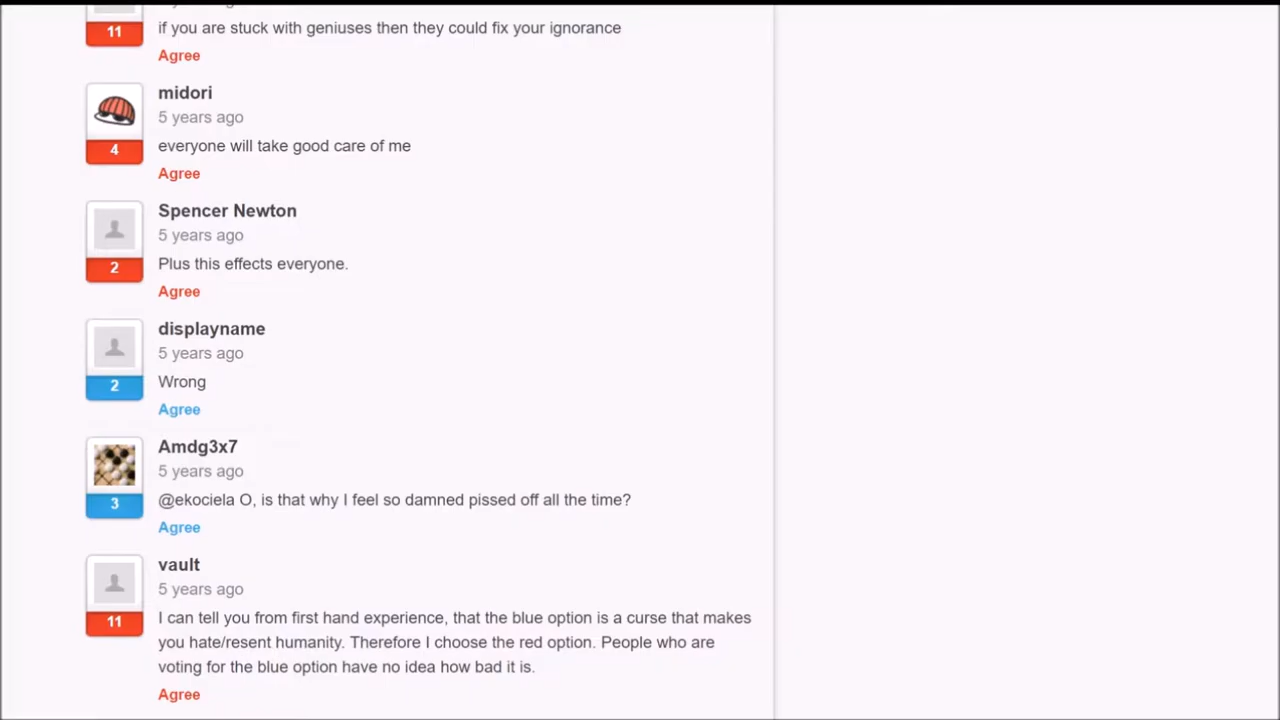 11
if you are stuck with geniuses then they could fix your ignorance
Agree
midori
5 years ago
4
everyone will take good care of me
Agree
Spencer Newton
5 years ago
2
Plus this effects everyone.
Agree
displayname
5 years ago
2
Wrong
Agree
Amdg3x7
5 years ago
3
@ekociela O, is that why I feel so damned pissed off all the time?
Agree
vault
5 years ago
11
I can tell you from first hand experience, that the blue option is a curse that makes
you hate/resent humanity. Therefore I choose the red option. People who are
voting for the blue option have no idea how bad it is.
Agree